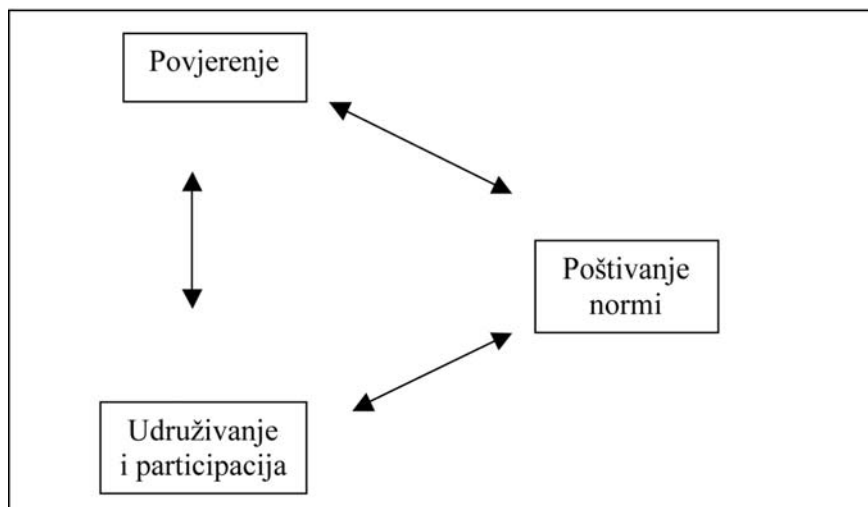 Povjerenje
Poštivanje
normi
Udruživanje
i participacija